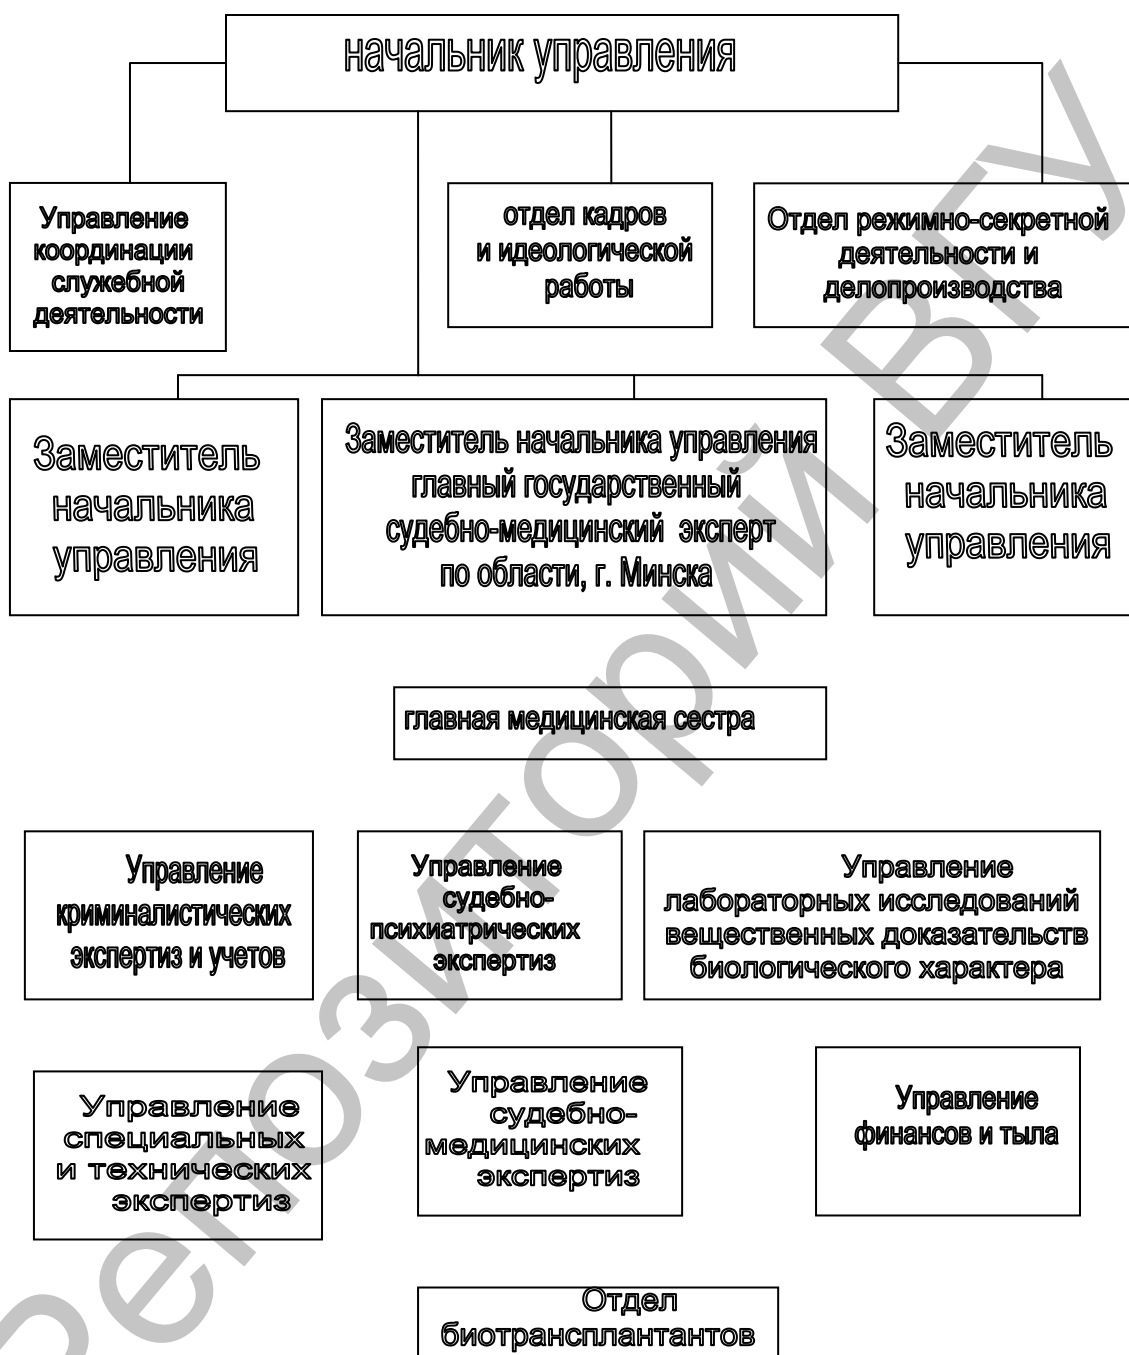 начальник управления
Управление
координации
служебной
деятельности
отдел кадров
и идеологической
работы
Отдел режимно-секретной
деятельности и
делопроизводства
Заместитель
начальника
управления
Заместитель начальника управления
главный государственный
судебно-медицинский эксперт
по области, г. Минска
Заместитель
начальника
управления
главная медицинская сестра
Управление
криминалистических
экспертиз и учетов
Управление
судебно-
психиатрических
экспертиз
Управление
лабораторных исследований
вещественных доказательств
биологического характера
Управление
специальных
и технических
экспертиз
Управление
судебно-
медицинских
экспертиз
Управление
финансов и тыла
Отдел
биотрансплантантов
Репозиторий ВГУ